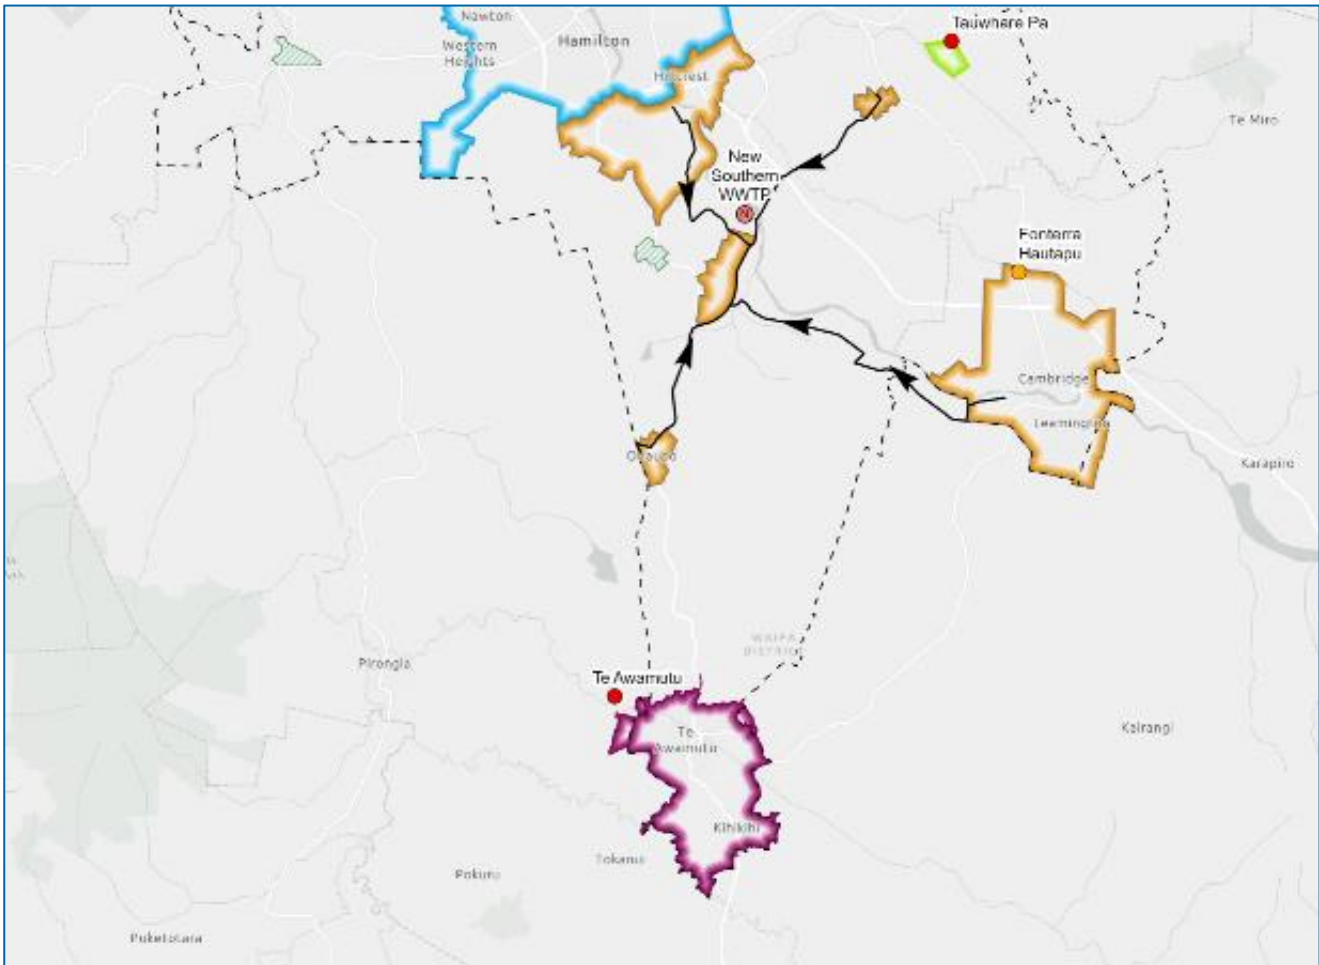 Newton
Tauwhare Pa
Western
Heights
Hamilton
Hillcrest
Te Miro
New
Southern
WWTP
N
Fonterra
Hautapu
Cambridge
Leamington
Karapiro
Ohaupo
WAIPA
DISTRICT
Pirongia
Te Awamutu
Te
Awamutu
Kairangi
Kihikihi
Tokanui
Pokuru
Puketotara